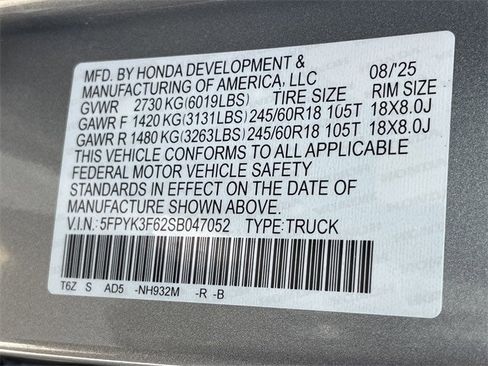 MFD. BY HONDA DEVELOPMENT & 08/'25
MANUFACTURING OF AMERICA, LLC
GVWR 2730 KG(6019LBS) TIRE SIZE RIM SIZE
GAWR F 1420 KG(3131LBS) 245/60R18 105T 18X8.0J
GAWR R 1480 KG(3263LBS) 245/60R18 105T 18X8.0J
THIS VEHICLE CONFORMS TO ALL APPLICABLE
FEDERAL MOTOR VEHICLE SAFETY
STANDARDS IN EFFECT ON THE DATE OF
MANUFACTURE SHOWN ABOVE.
V.I.N.: 5FPYK3F62SB047052 TYPE: TRUCK
T6Z S AD5 -NH932M -R -B